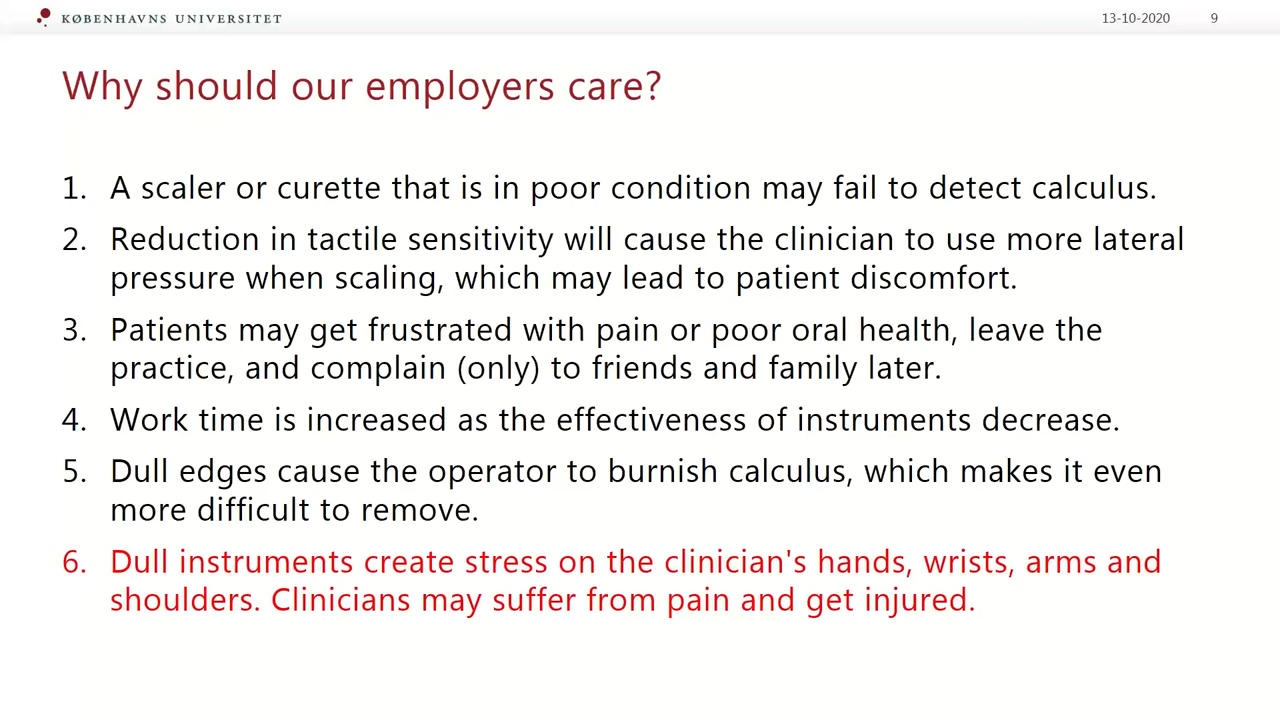 KØBENHAVNS UNIVERSITET
13-10-2020 9
Why should our employers care?
1. A scaler or curette that is in poor condition may fail to detect calculus.
2. Reduction in tactile sensitivity will cause the clinician to use more lateral
pressure when scaling, which may lead to patient discomfort.
3. Patients may get frustrated with pain or poor oral health, leave the
practice, and complain (only) to friends and family later.
4. Work time is increased as the effectiveness of instruments decrease.
5. Dull edges cause the operator to burnish calculus, which makes it even
more difficult to remove.
6. Dull instruments create stress on the clinician's hands, wrists, arms and
shoulders. Clinicians may suffer from pain and get injured.